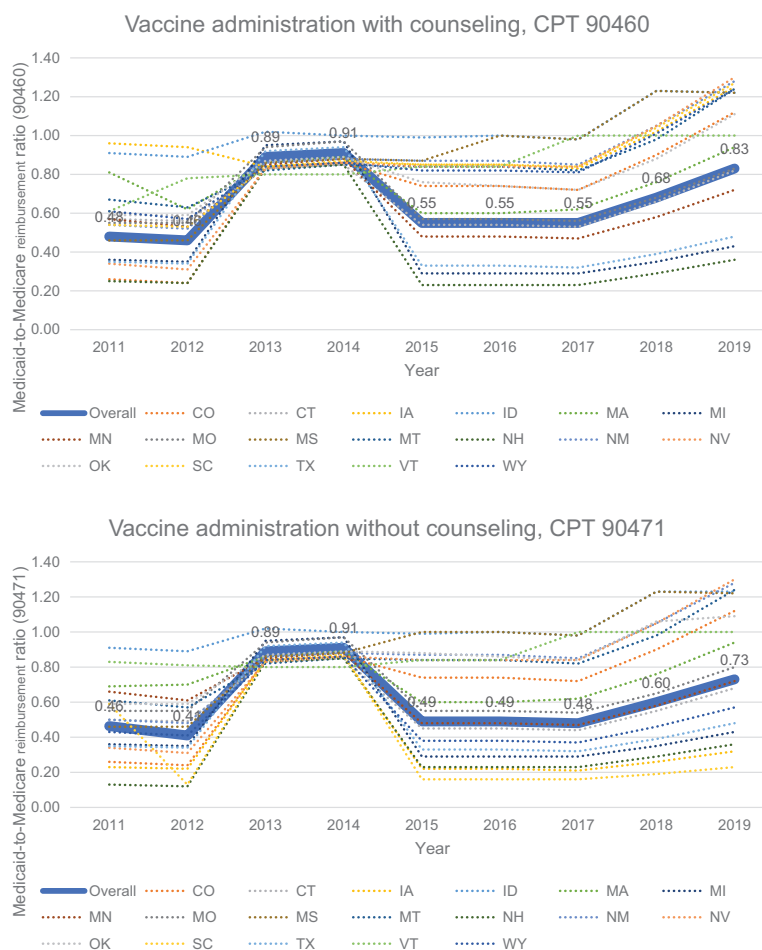 Vaccine administration with counseling, CPT 90460
Medicaid-to-Medicare reimbursement ratio (90460)
1.40
1.20
1.00
0.80
0.60
0.40
0.20
0.00
0.48
0.46
0.89
0.91
0.55
0.55
0.55
0.68
0.83
2011 2012 2013 2014 2015 2016 2017 2018 2019
Year
Overall CO CT IA ID MA MI
MN MO MS MT NH NM NV
OK SC TX VT WY
Vaccine administration without counseling, CPT 90471
Medicaid-to-Medicare reimbursement ratio (90471)
1.40
1.20
1.00
0.80
0.60
0.40
0.20
0.00
0.46
0.89
0.91
0.49
0.49
0.48
0.60
0.73
2011 2012 2013 2014 2015 2016 2017 2018 2019
Year
Overall CO CT IA ID MA MI
MN MO MS MT NH NM NV
OK SC TX VT WY